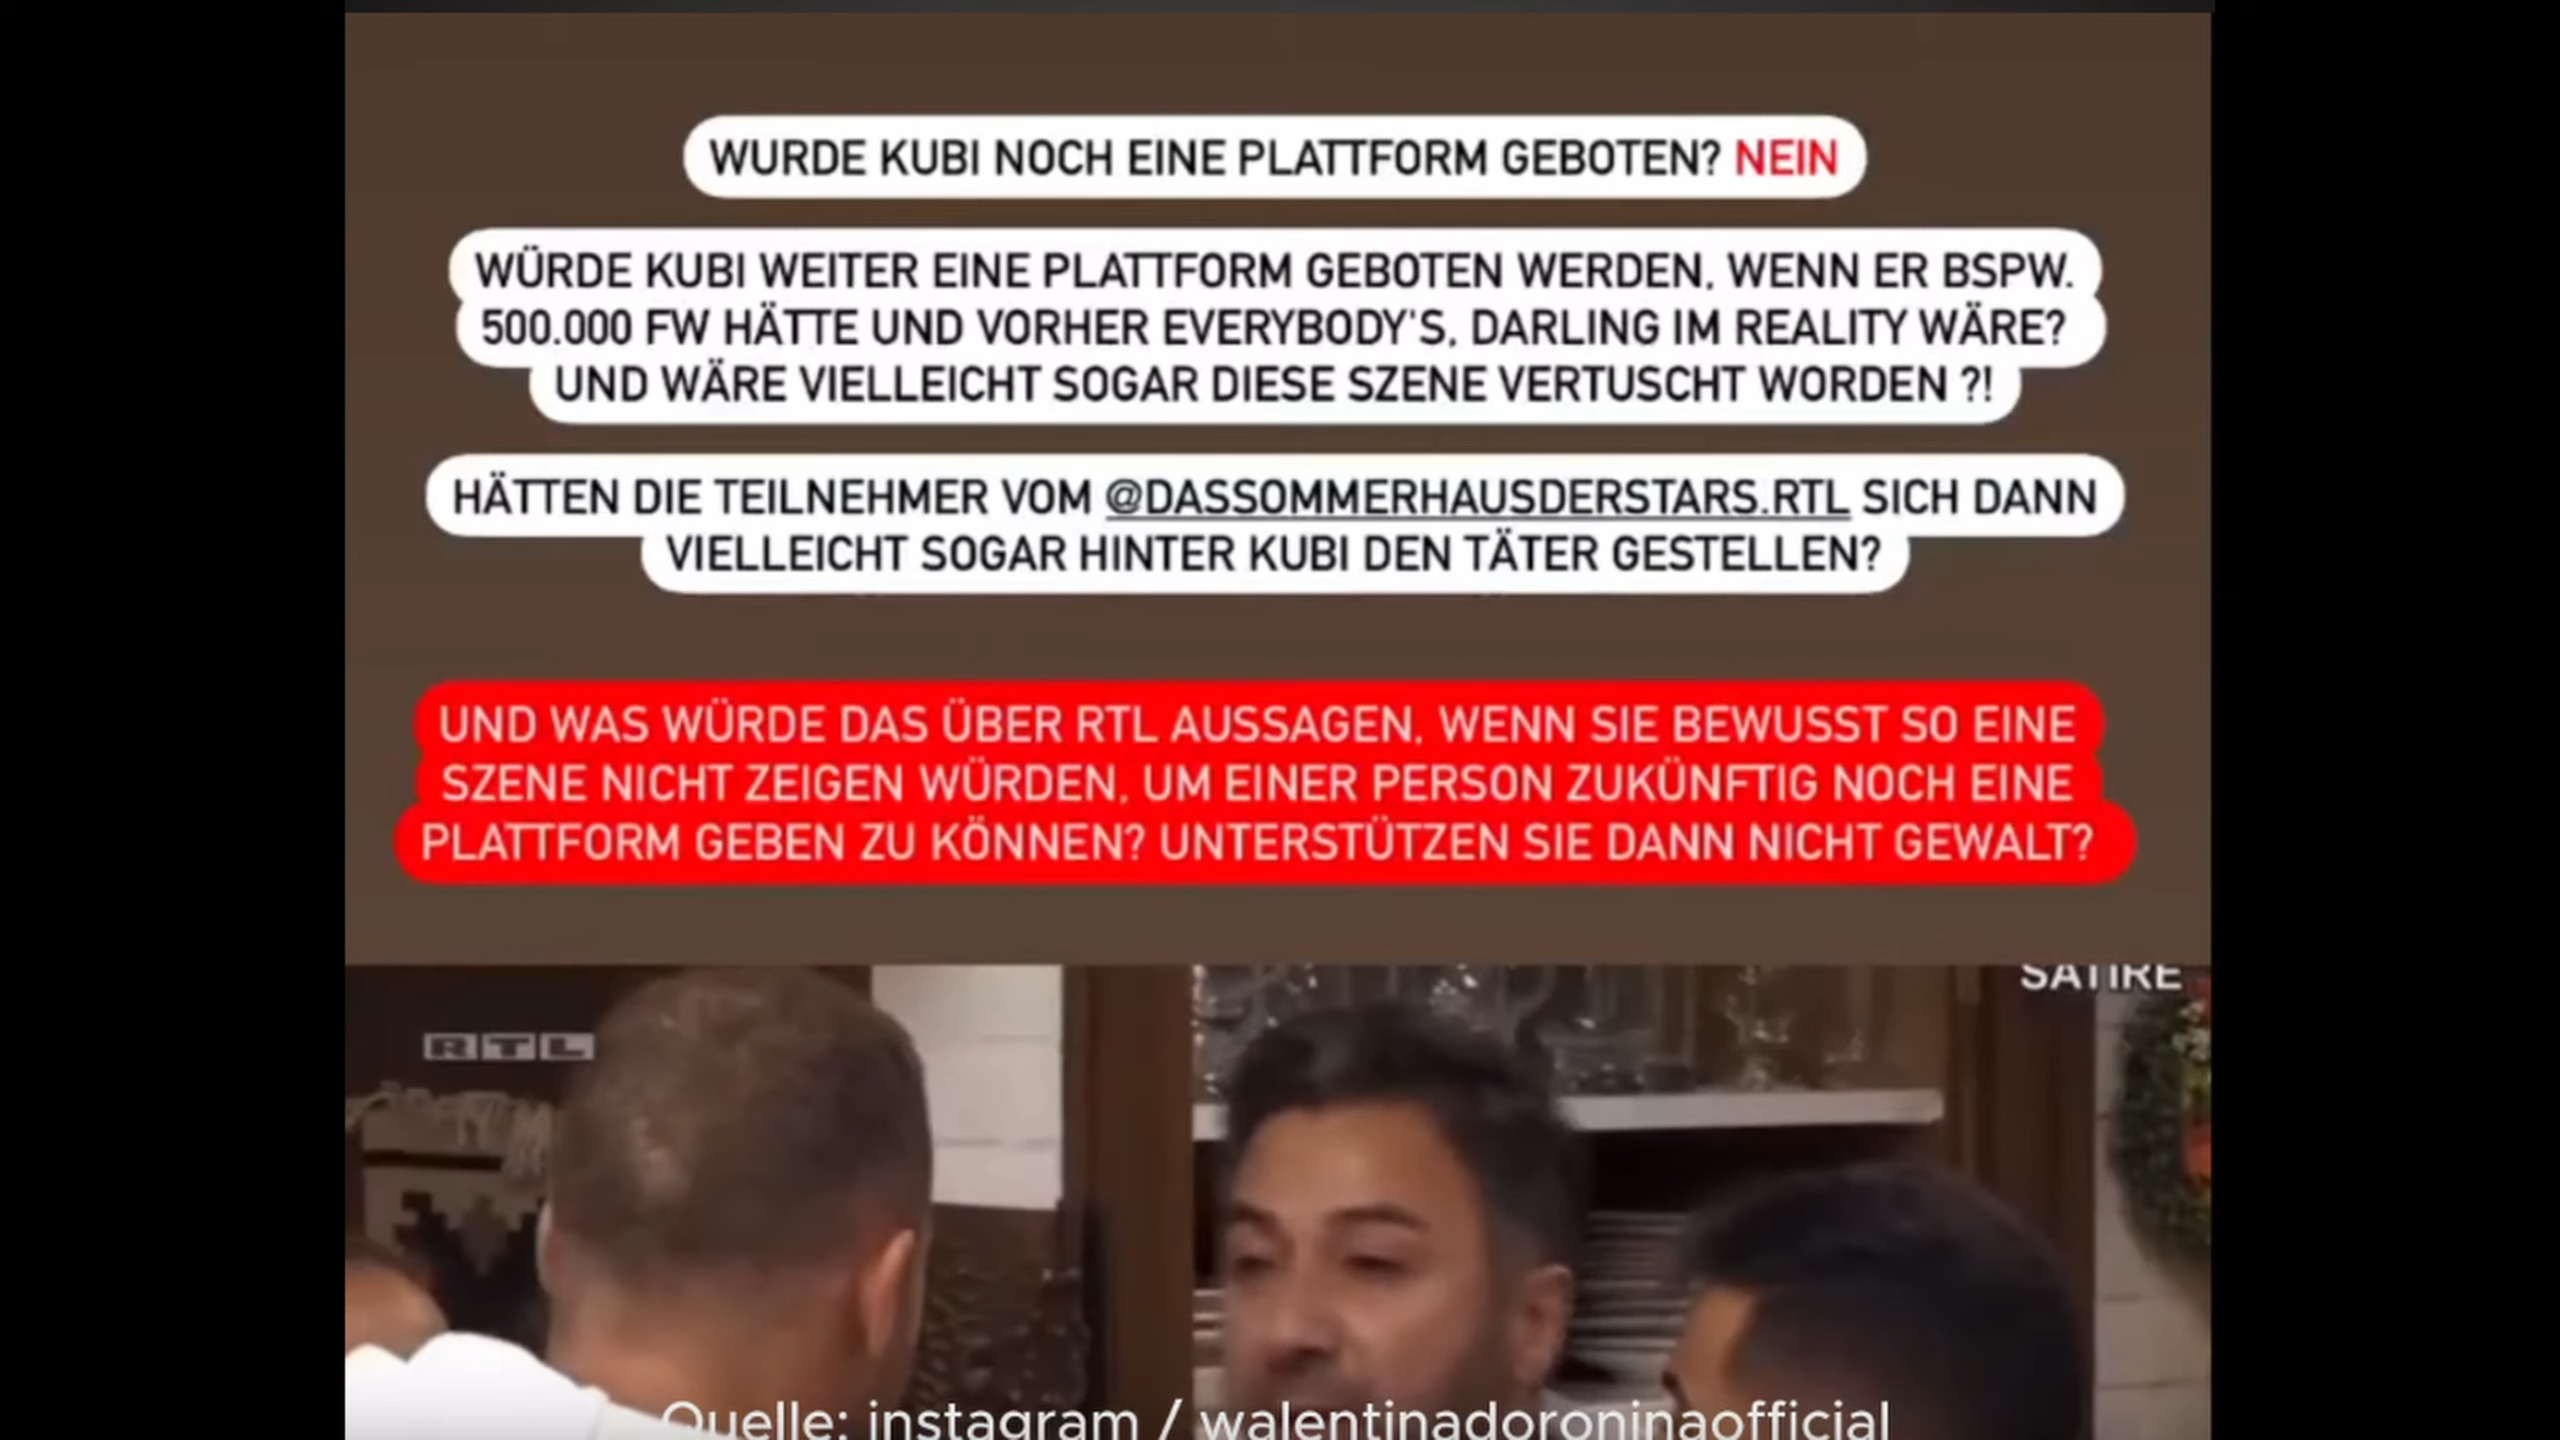 WURDE KUBI NOCH EINE PLATTFORM GEBOTEN? NEIN
WÜRDE KUBI WEITER EINE PLATTFORM GEBOTEN WERDEN, WENN ER BSPW.
500.000 FW HÄTTE UND VORHER EVERYBODY'S, DARLING IM REALITY WÄRE?
UND WÄRE VIELLEICHT SOGAR DIESE SZENE VERTUSCHT WORDEN ?!
HÄTTEN DIE TEILNEHMER VOM @DASSOMMERHAUSDERSTARS.RTL SICH DANN
VIELLEICHT SOGAR HINTER KUBI DEN TÄTER GESTELLEN?
UND WAS WÜRDE DAS ÜBER RTL AUSSAGEN, WENN SIE BEWUSST SO EINE
SZENE NICHT ZEIGEN WÜRDEN, UM EINER PERSON ZUKÜNFTIG NOCH EINE
PLATTFORM GEBEN ZU KÖNNEN? UNTERSTÜTZEN SIE DANN NICHT GEWALT?
SATIRE
RTL
Quelle: instagram / walentinadoroninaofficial